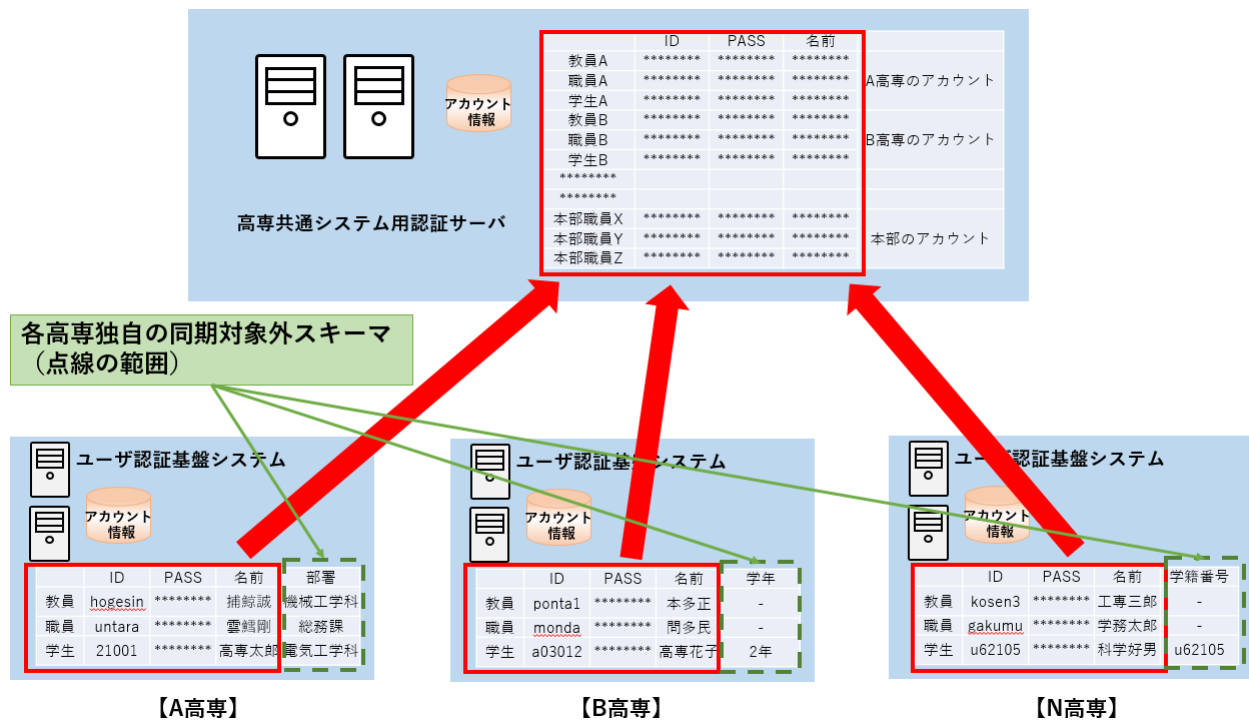 ID PASS 名前
教員A ******** ******** ********
職員A ******** ******** ******** A高専のアカウント
学生A ******** ******** ********
教員B ******** ******** ********
職員B ******** ******** ******** B高専のアカウント
学生B ******** ******** ********
********
********
本部職員X ******** ******** ********
本部職員Y ******** ******** ******** 本部のアカウント
本部職員Z ******** ******** ********
アカウント
情報
高専共通システム用認証サーバ
各高専独自の同期対象外スキーマ
（点線の範囲）
ユーザ認証基盤システム
アカウント
情報
ID PASS 名前 部署
教員 hogesin ******** 捕鯨誠 機械工学科
職員 untara ******** 雲鱈剛 総務課
学生 21001 ******** 高専太郎 電気工学科
【A高専】
ユーザ認証基盤システム
アカウント
情報
ID PASS 名前 学年
教員 ponta1 ******** 本多正 -
職員 monda ******** 問多民 -
学生 a03012 ******** 高専花子 2年
【B高専】
ユーザ認証基盤システム
アカウント
情報
ID PASS 名前 学籍番号
教員 kosen3 ******** 工専三郎 -
職員 gakumu ******** 学務太郎 -
学生 u62105 ******** 科学好男 u62105
【N高専】